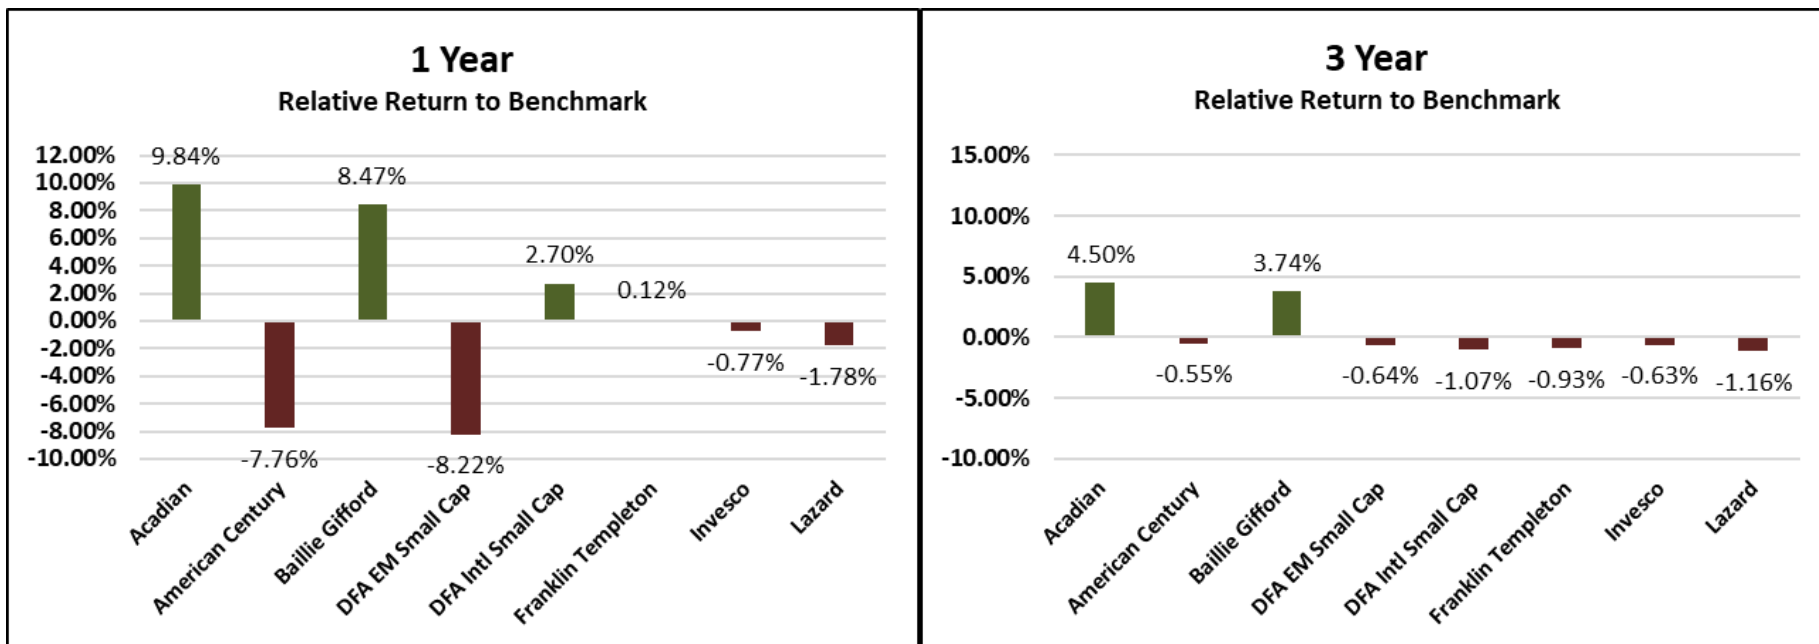 1 Year
Relative Return to Benchmark
12.00%
10.00%
8.00%
6.00%
4.00%
2.00%
0.00%
-2.00%
-4.00%
-6.00%
-8.00%
-10.00%
9.84%
-7.76%
8.47%
-8.22%
2.70%
0.12%
-0.77%
-1.78%
Acadian
American Century
Baillie Gifford
DFA EM Small Cap
DFA Intl Small Cap
Franklin Templeton
Invesco
Lazard
3 Year
Relative Return to Benchmark
15.00%
10.00%
5.00%
0.00%
-5.00%
-10.00%
4.50%
-0.55%
3.74%
-0.64%
-1.07%
-0.93%
-0.63%
-1.16%
Acadian
American Century
Baillie Gifford
DFA EM Small Cap
DFA Intl Small Cap
Franklin Templeton
Invesco
Lazard